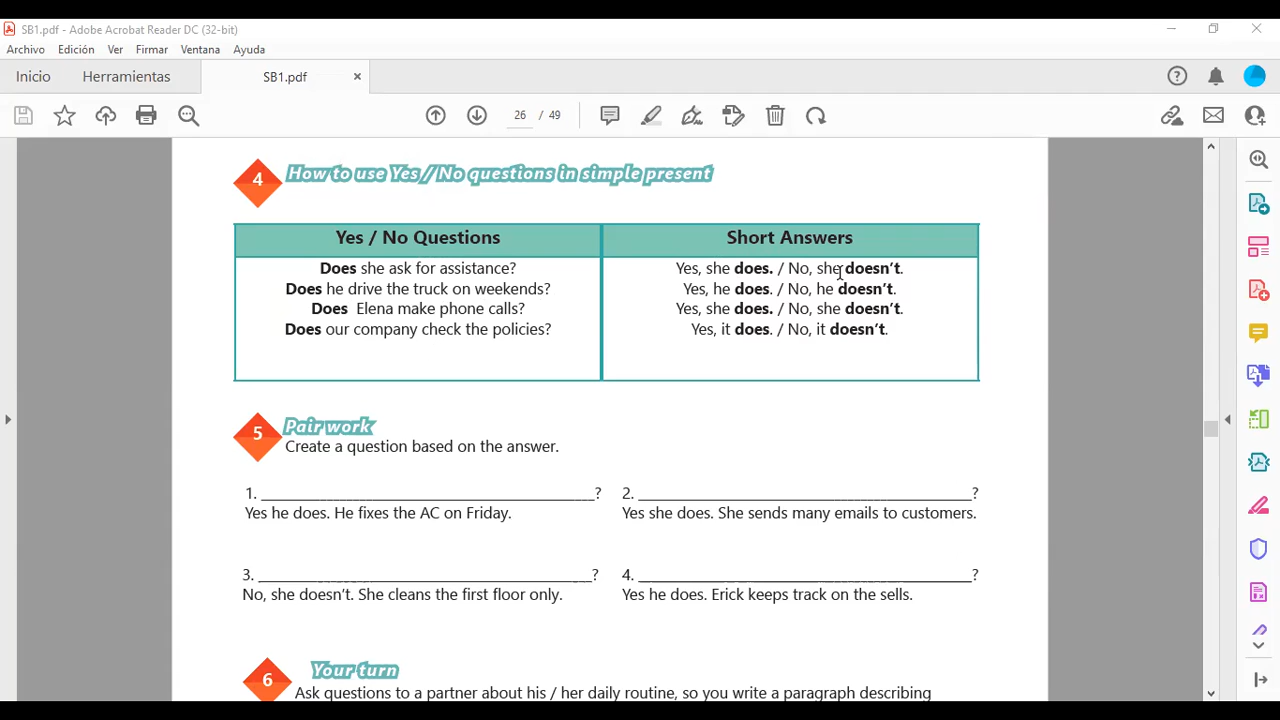 SB1.pdf - Adobe Acrobat Reader DC (32-bit)
Archivo Edición Ver Firmar Ventana Ayuda
Inicio Herramientas SB1.pdf ×
26 / 49
4 How to use Yes / No questions in simple present
Yes / No Questions Short Answers
Does she ask for assistance? Yes, she does. / No, she doesn't.
Does he drive the truck on weekends? Yes, he does. / No, he doesn't.
Does Elena make phone calls? Yes, she does. / No, she doesn't.
Does our company check the policies? Yes, it does. / No, it doesn't.
5 Pair work
Create a question based on the answer.
1. ______________________________________? 2. ______________________________________?
Yes he does. He fixes the AC on Friday. Yes she does. She sends many emails to customers.
3. ______________________________________? 4. ______________________________________?
No, she doesn't. She cleans the first floor only. Yes he does. Erick keeps track on the sells.
6 Your turn
Ask questions to a partner about his / her daily routine, so you write a paragraph describing